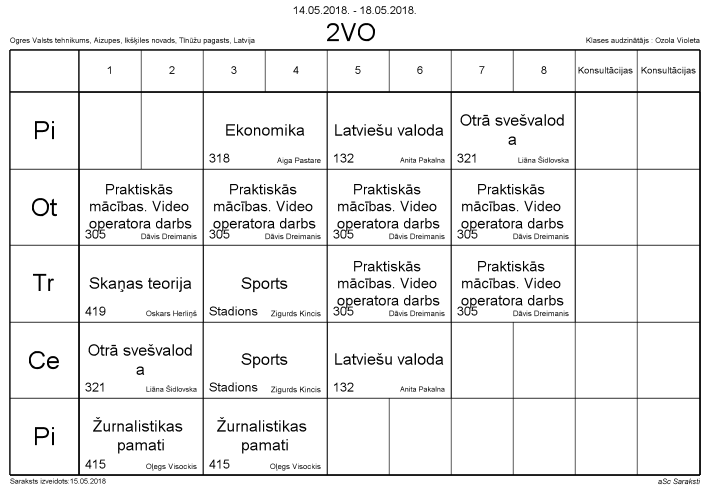 14.05.2018. - 18.05.2018.
Ogres Valsts tehnikums, Aizupes, Ikšķiles novads, Tīnūžu pagasts, Latvija
2VO
Klases audzinātājs : Ozola Violeta
1 2 3 4 5 6 7 8 Konsultācijas Konsultācijas
Pi
Ekonomika
318 Aiga Pastare
Latviešu valoda
132 Anita Pakalna
Otrā svešvalod
a
321 Liāna Šidlovska
Ot
Praktiskās
mācības. Video
operatora darbs
305 Dāvis Dreimanis
Praktiskās
mācības. Video
operatora darbs
305 Dāvis Dreimanis
Praktiskās
mācības. Video
operatora darbs
305 Dāvis Dreimanis
Praktiskās
mācības. Video
operatora darbs
305 Dāvis Dreimanis
Tr
Skaņas teorija
419 Oskars Herliņš
Sports
Stadions Zigurds Kincis
Praktiskās
mācības. Video
operatora darbs
305 Dāvis Dreimanis
Praktiskās
mācības. Video
operatora darbs
305 Dāvis Dreimanis
Ce
Otrā svešvalod
a
321 Liāna Šidlovska
Sports
Stadions Zigurds Kincis
Latviešu valoda
132 Anita Pakalna
Pi
Žurnalistikas
pamati
415 Oļegs Visockis
Žurnalistikas
pamati
415 Oļegs Visockis
Saraksts izveidots:15.05.2018
aSc Saraksti